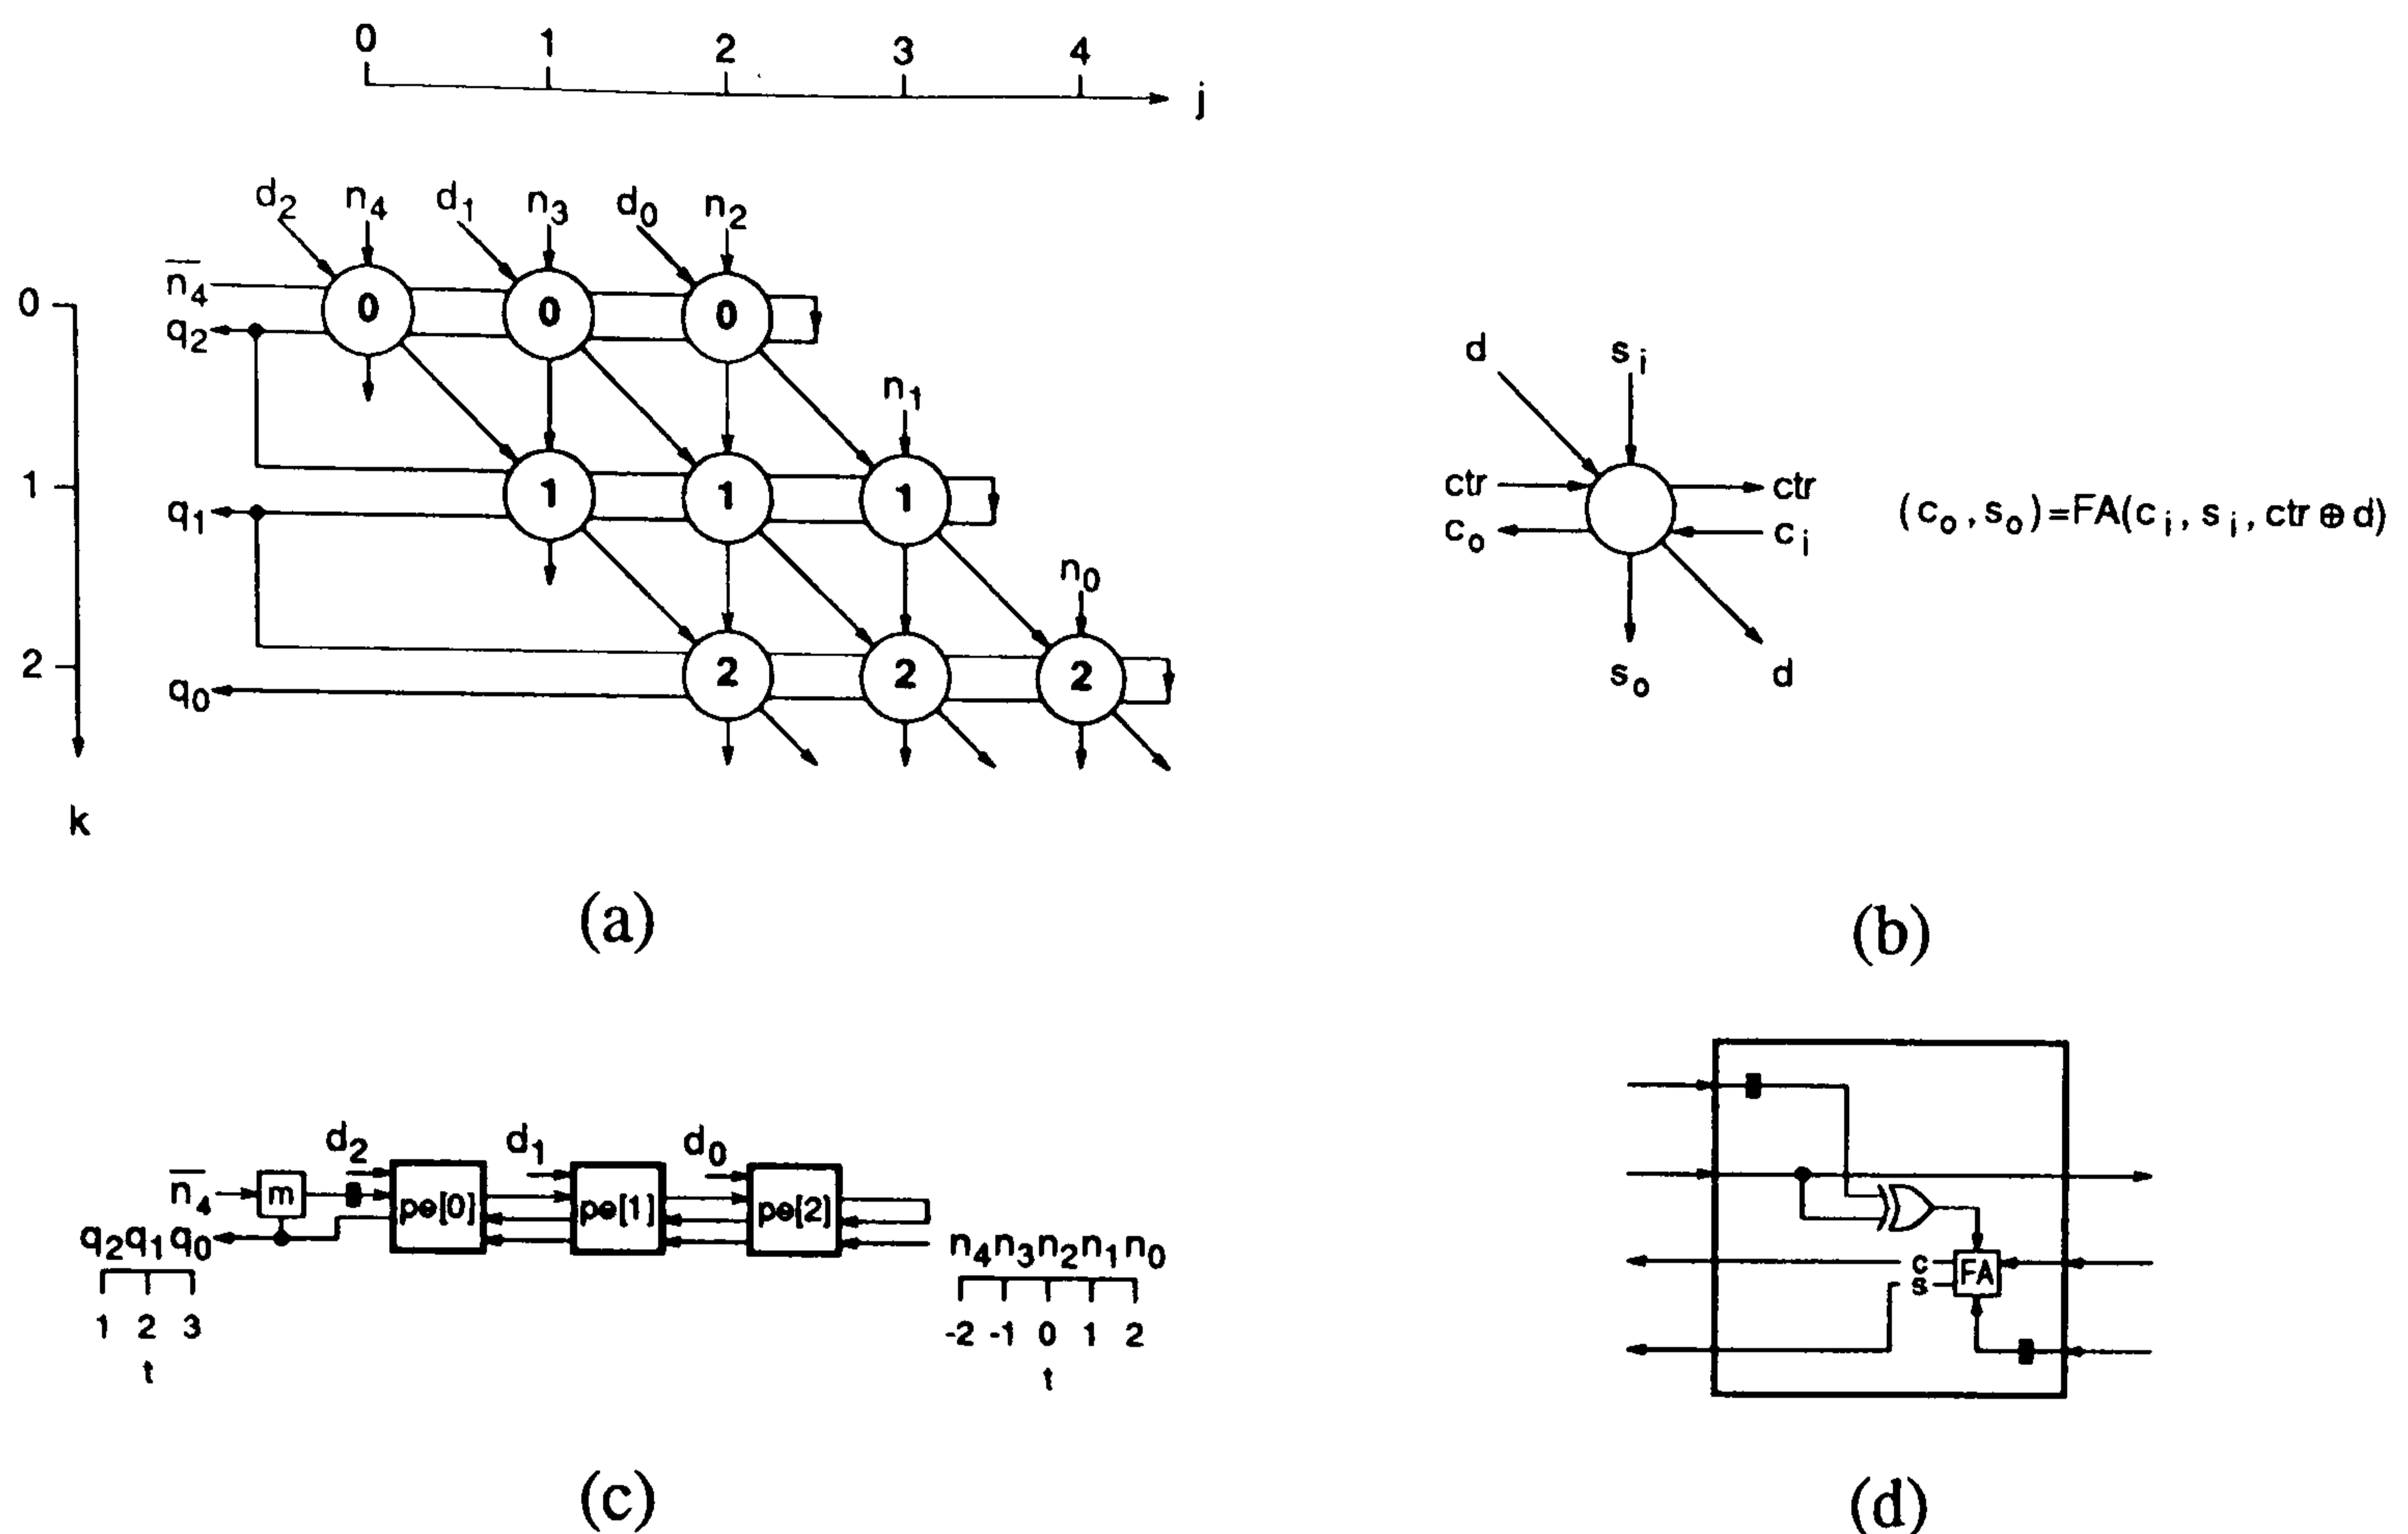 0 1 2 3 4 j
d₂ n₄ d₁ n₃ d₀ n₂
n̅₄
0 0 0 0
q₂
n₁
1 1 1 1
q₁
n₀
2 2 2 2
q₀
k
(a)
d sᵢ
ctr ctr
(cₒ, sₒ)=FA(cᵢ, sᵢ, ctr ⊕ d)
cₒ cᵢ
sₒ d
(b)
d₂ d₁ d₀
n̅₄ m pe[0] pe[1] pe[2]
q₂q₁q₀ n₄n₃n₂n₁n₀
1 2 3 -2 -1 0 1 2
t t
(c)
c FA
s
(d)